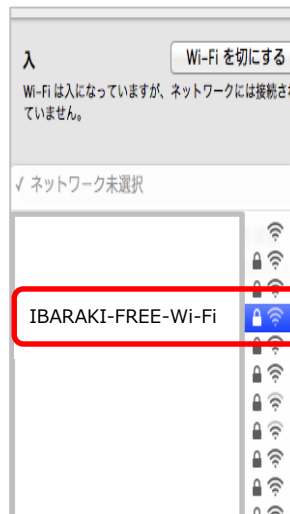 入
Wi-Fi を切にする
Wi-Fi は入になっていますが、ネットワークには接続さ
ていません。
✓ ネットワーク未選択
IBARAKI-FREE-Wi-Fi